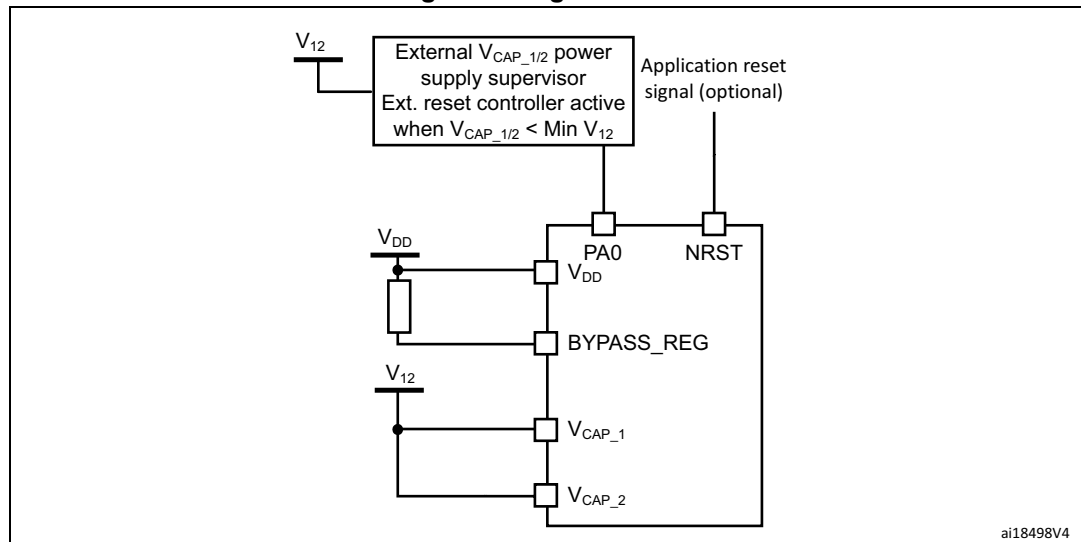 V12
External VCAP_1/2 power
supply supervisor
Ext. reset controller active
when VCAP_1/2 < Min V12
Application reset
signal (optional)
PA0
NRST
VDD
VDD
BYPASS_REG
V12
VCAP_1
VCAP_2
ai18498V4